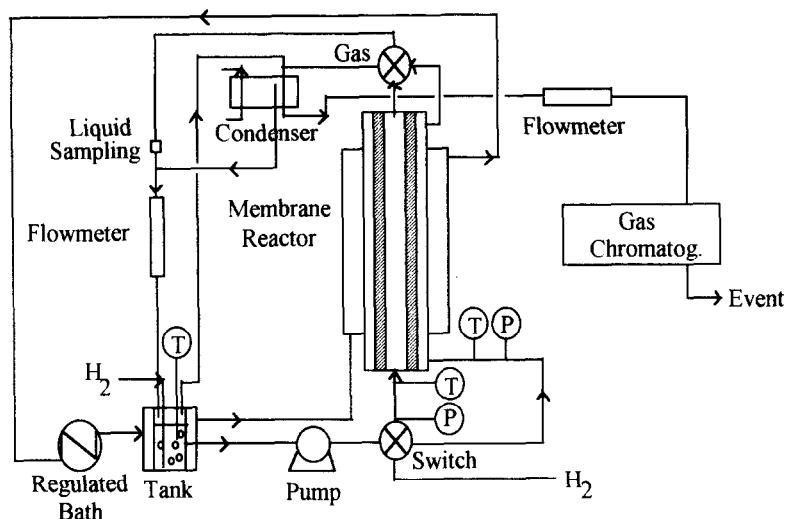 Gas
Condenser
Flowmeter
Liquid
Sampling
Flowmeter
Membrane
Reactor
Gas
Chromatog.
Event
T
T
P
H2
T
P
Switch
H2
Regulated
Bath
Tank
Pump